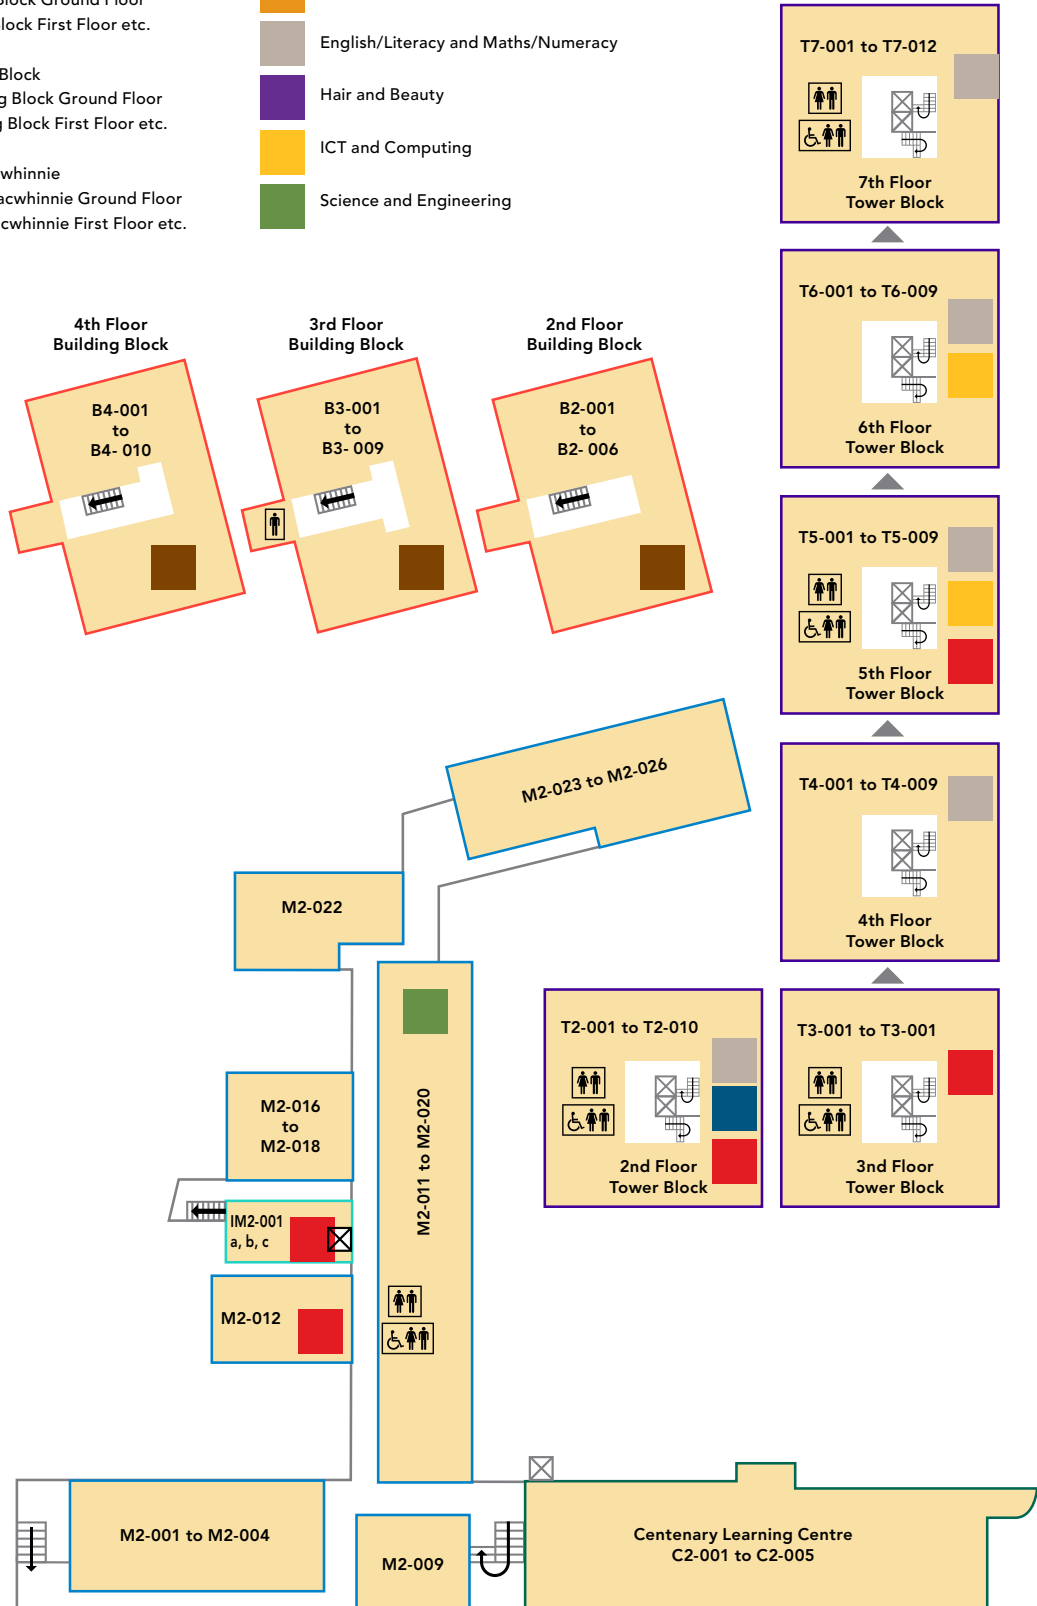 Block Ground Floor
Block First Floor etc.
Block
g Block Ground Floor
g Block First Floor etc.
whinnie
acwhinnie Ground Floor
cwhinnie First Floor etc.
English/Literacy and Maths/Numeracy
Hair and Beauty
ICT and Computing
Science and Engineering
T7-001 to T7-012
7th Floor
Tower Block
T6-001 to T6-009
6th Floor
Tower Block
4th Floor
Building Block
B4-001
to
B4- 010
3rd Floor
Building Block
B3-001
to
B3- 009
2nd Floor
Building Block
B2-001
to
B2- 006
T5-001 to T5-009
5th Floor
Tower Block
M2-023 to M2-026
T4-001 to T4-009
4th Floor
Tower Block
M2-022
T2-001 to T2-010
2nd Floor
Tower Block
T3-001 to T3-001
3nd Floor
Tower Block
M2-016
to
M2-018
M2-011 to M2-020
IM2-001
a, b, c
M2-012
M2-001 to M2-004
M2-009
Centenary Learning Centre
C2-001 to C2-005